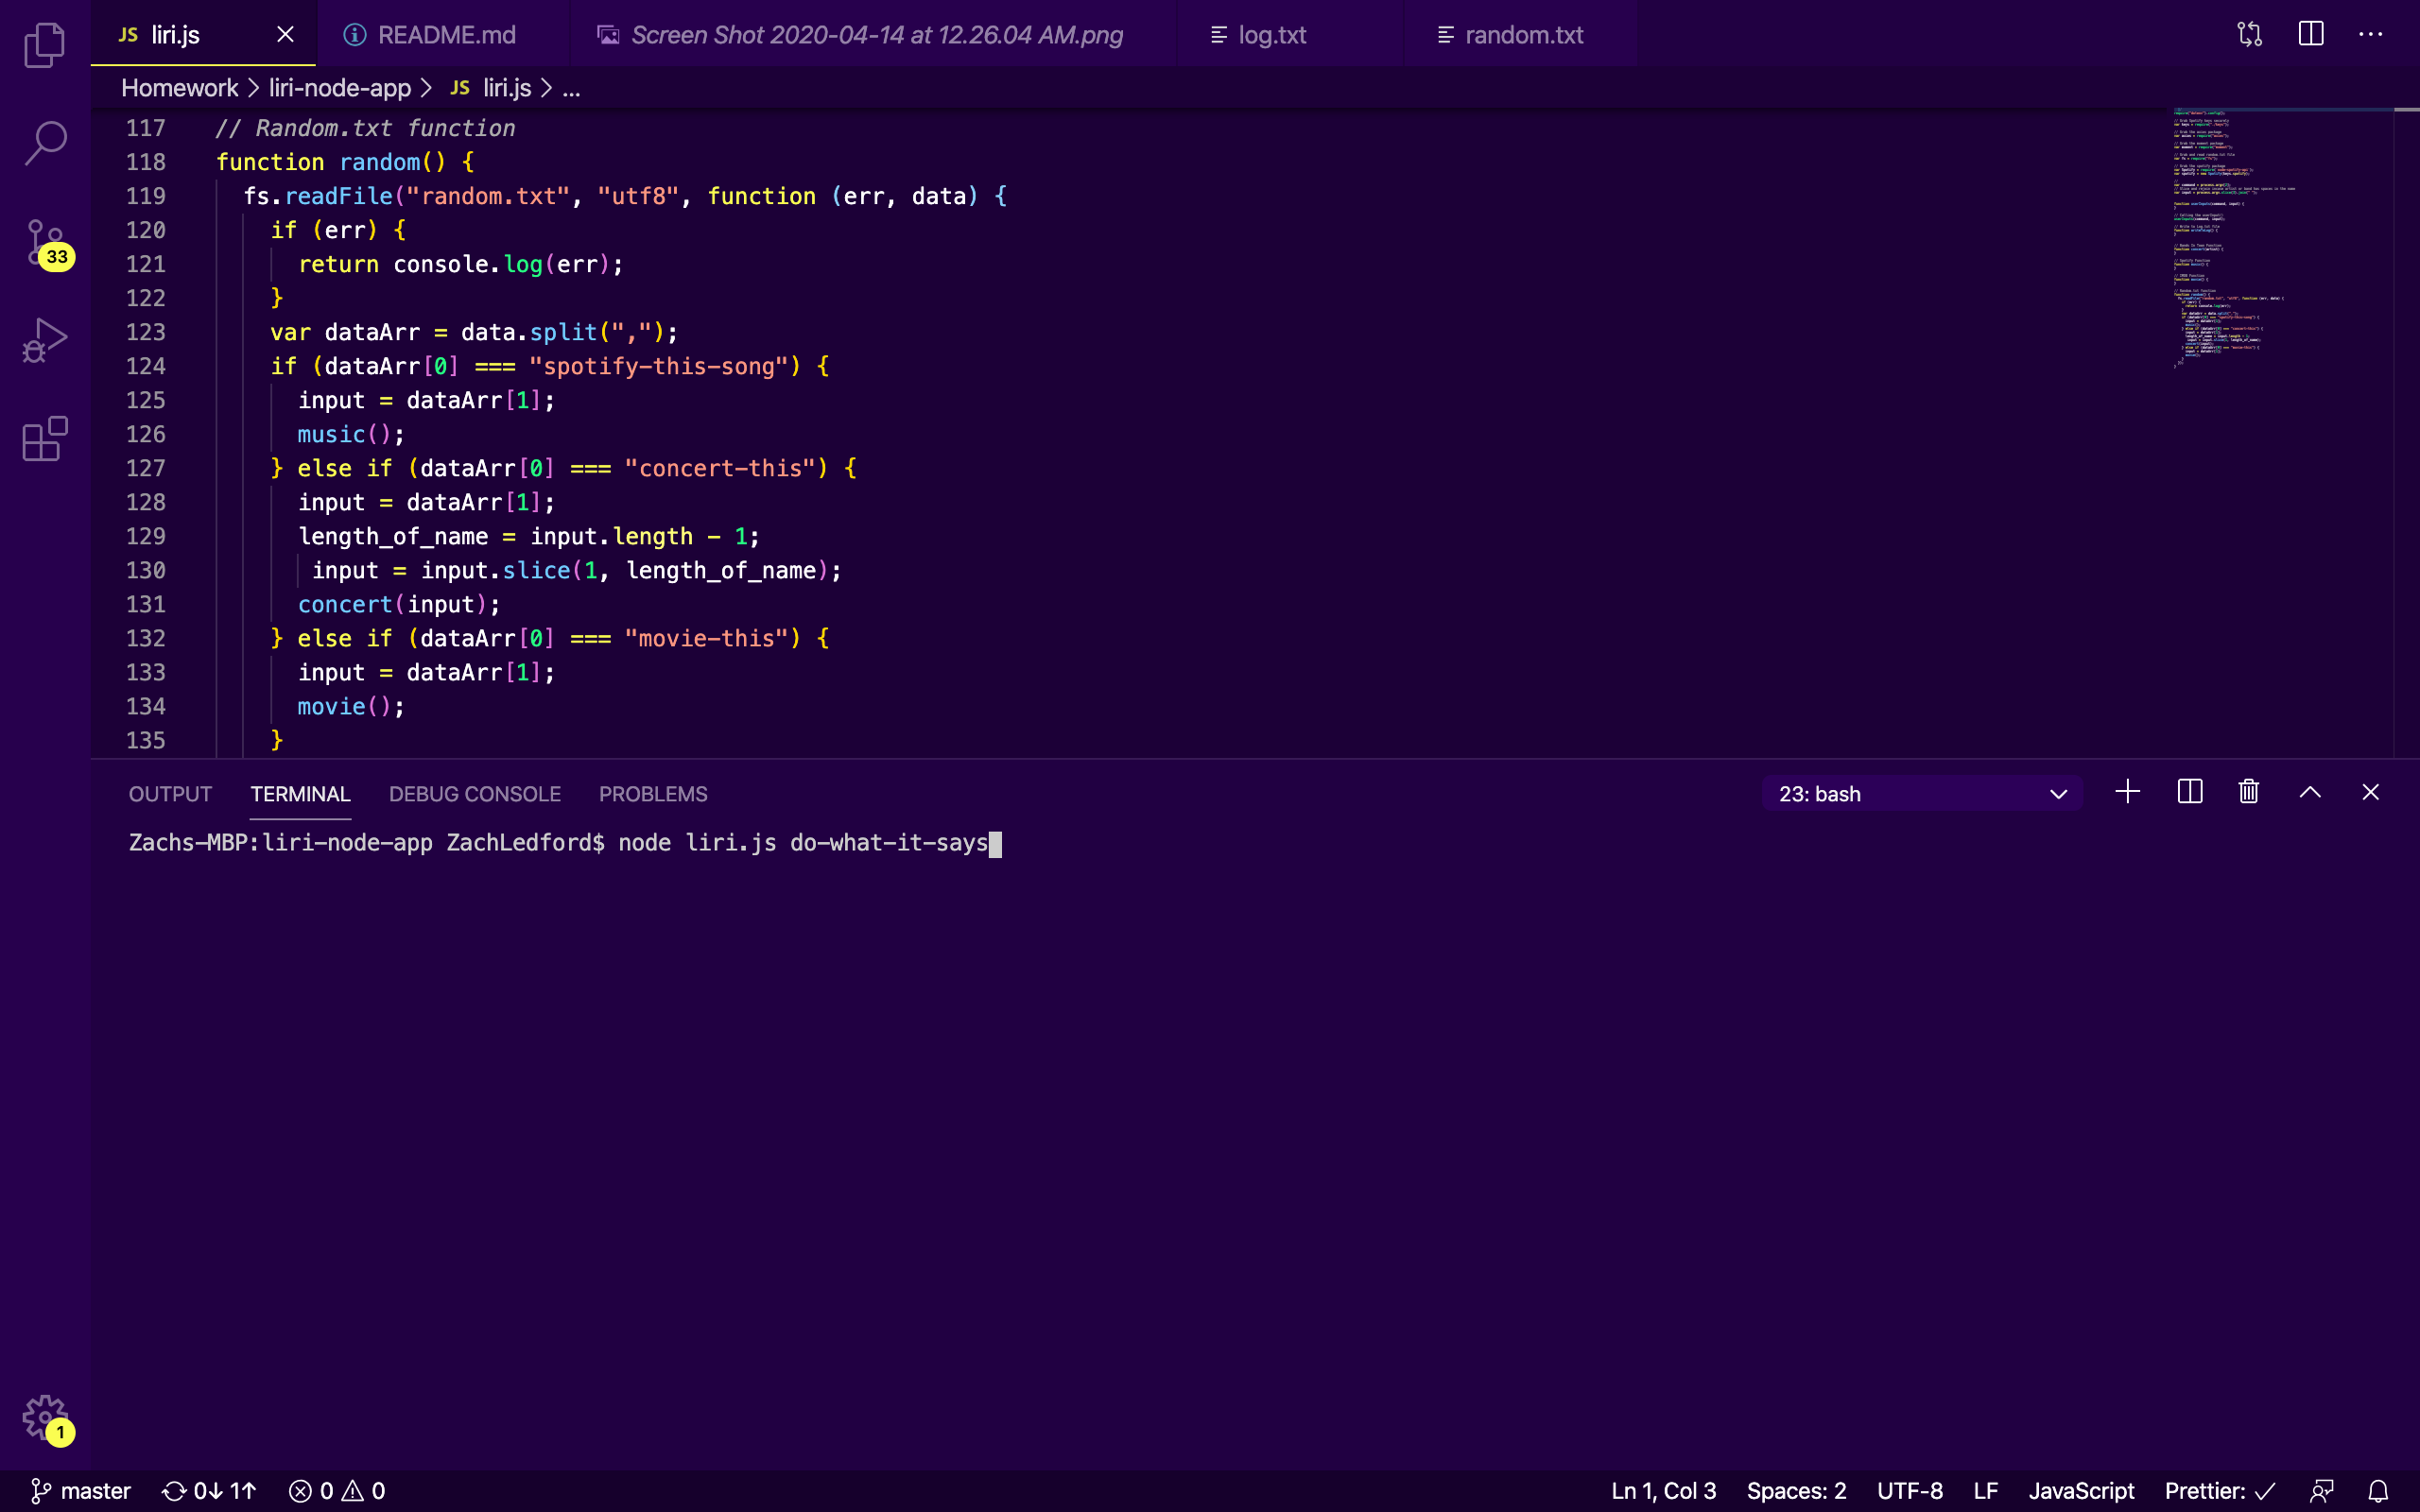 JS liri.js
README.md
Screen Shot 2020-04-14 at 12.26.04 AM.png
log.txt
random.txt
Homework > liri-node-app > JS liri.js > ...
117 // Random.txt function
118 function random() {
119 fs.readFile("random.txt", "utf8", function (err, data) {
120 if (err) {
121 return console.log(err);
122 }
123 var dataArr = data.split(",");
124 if (dataArr[0] === "spotify-this-song") {
125 input = dataArr[1];
126 music();
127 } else if (dataArr[0] === "concert-this") {
128 input = dataArr[1];
129 length_of_name = input.length - 1;
130 input = input.slice(1, length_of_name);
131 concert(input);
132 } else if (dataArr[0] === "movie-this") {
133 input = dataArr[1];
134 movie();
135 }
33
OUTPUT TERMINAL DEBUG CONSOLE PROBLEMS
23: bash
Zachs-MBP:liri-node-app ZachLedford$ node liri.js do-what-it-says
1
master 0↓ 1↑ 0 0
Ln 1, Col 3 Spaces: 2 UTF-8 LF JavaScript Prettier: ✓